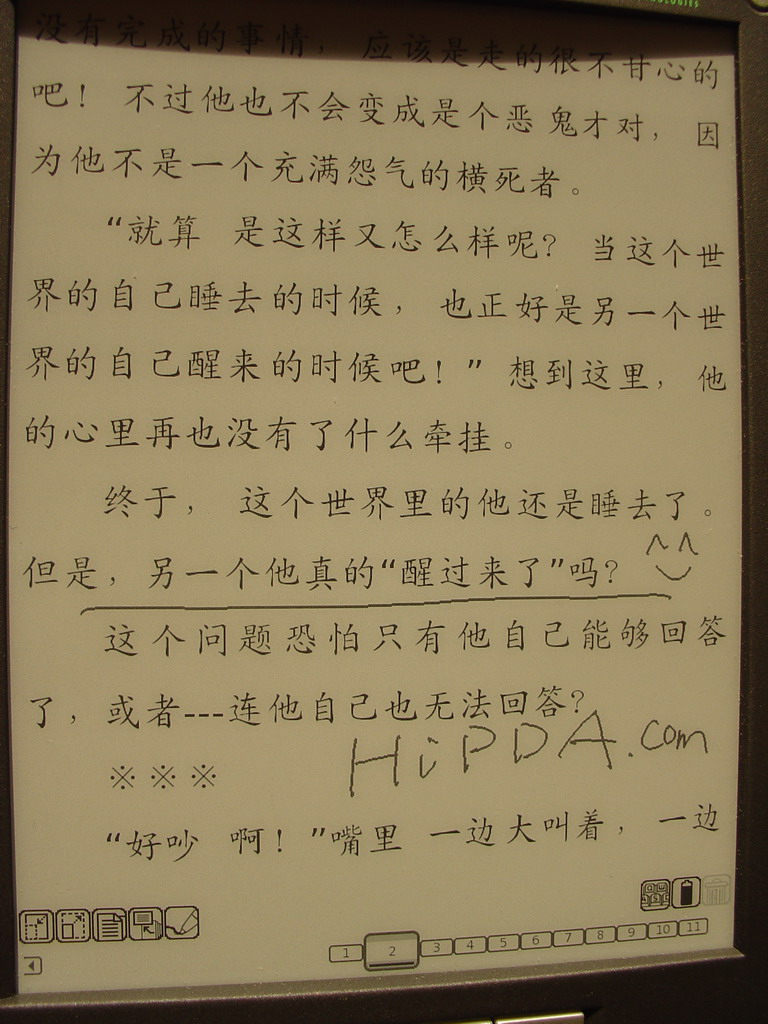 没有完成的事情，应该是走的很不甘心的
吧！不过他也不会变成是个恶鬼才对，因
为他不是一个充满怨气的横死者。
“就算 是这样又怎么样呢？当这个世
界的自己睡去的时候，也正好是另一个世
界的自己醒来的时候吧！”想到这里，他
的心里再也没有了什么牵挂。
终于，这个世界里的他还是睡去了。
但是，另一个他真的“醒过来了”吗？
这个问题恐怕只有他自己能够回答
了，或者---连他自己也无法回答？
HiPDA.com
※※※
“好吵 啊！”嘴里 一边大叫着，一边
1 2 3 4 5 6 7 8 9 10 11